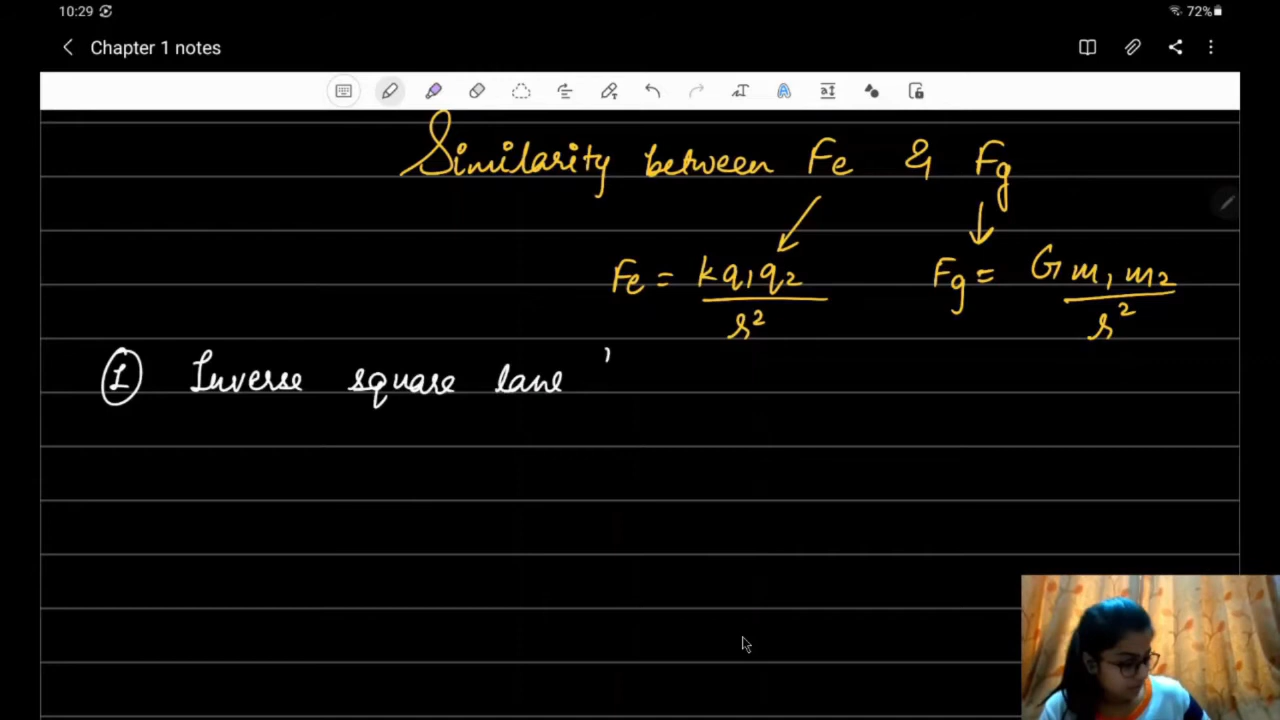 10:29
72%
Chapter 1 notes
Similarity between Fe & Fg
Fe = kq1q2 / r² Fg = Gm1m2 / r²
① Inverse square lane